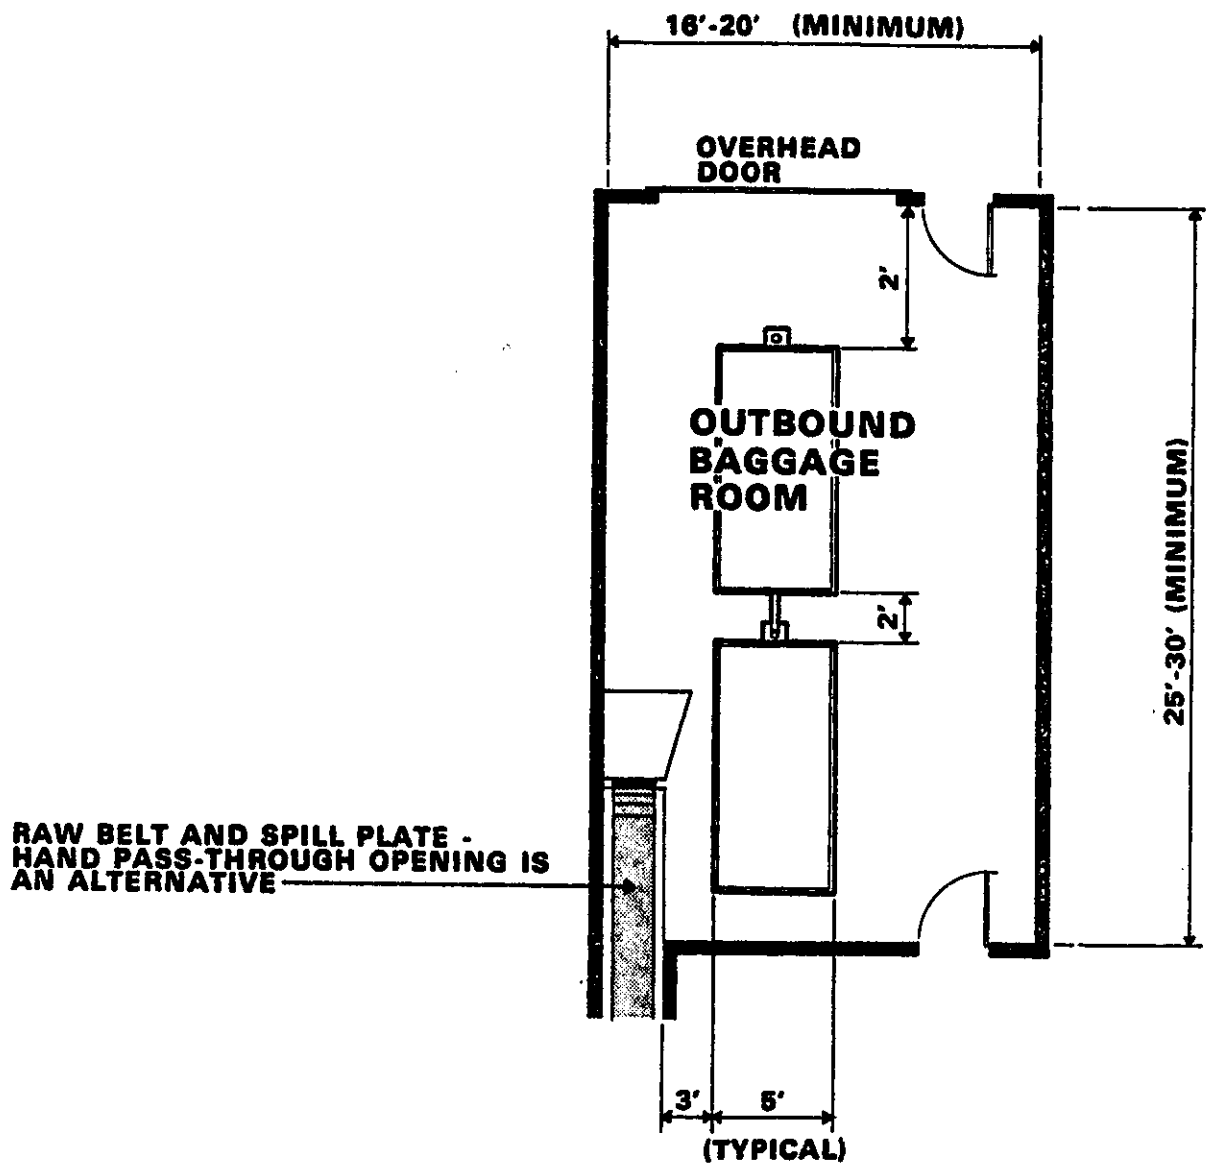 16'-20' (MINIMUM)
OVERHEAD
DOOR
2'
OUTBOUND
BAGGAGE
ROOM
25'-30' (MINIMUM)
2'
RAW BELT AND SPILL PLATE -
HAND PASS-THROUGH OPENING IS
AN ALTERNATIVE
3'
5'
(TYPICAL)